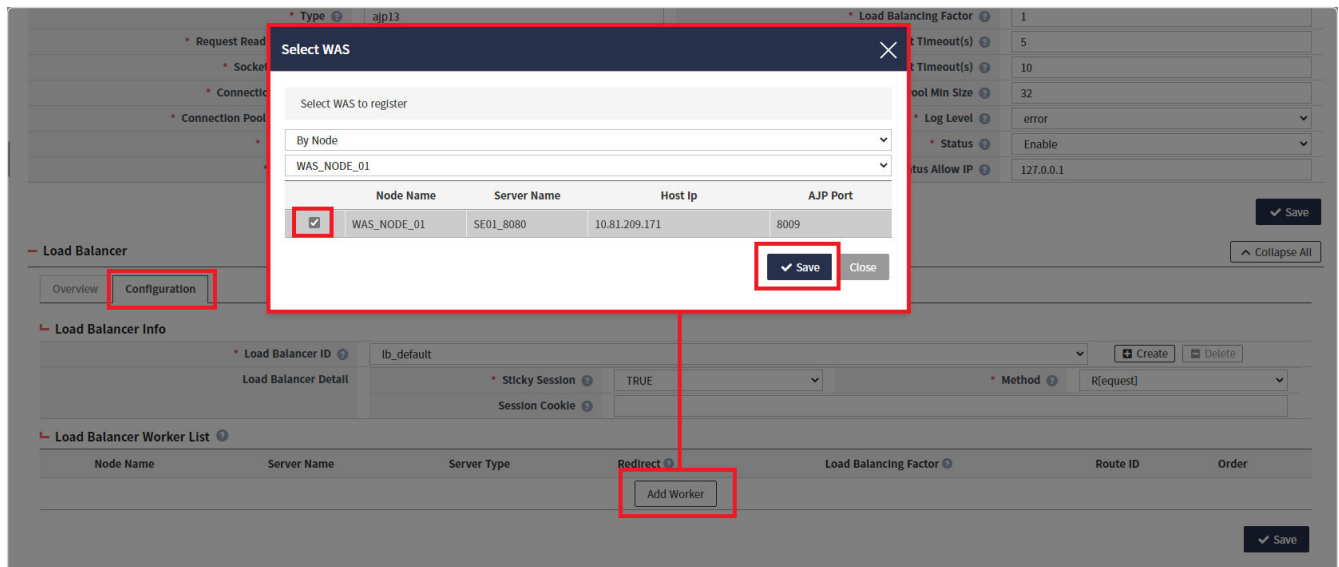 * Type ajp13 * Load Balancing Factor 1
* Request Read t Timeout(s) 5
* Socket t Timeout(s) 10
* Connectio ool Min Size 32
* Connection Pool * Log Level error
* * Status Enable
* tus Allow IP 127.0.0.1
Save
Select WAS
Select WAS to register
By Node
WAS_NODE_01
Node Name Server Name Host Ip AJP Port
WAS_NODE_01 SE01_8080 10.81.209.171 8009
Save Close
Load Balancer Collapse All
Overview Configuration
Load Balancer Info
* Load Balancer ID lb_default Create Delete
Load Balancer Detail * Sticky Session TRUE * Method R[equest]
Session Cookie
Load Balancer Worker List
Node Name Server Name Server Type Redirect Load Balancing Factor Route ID Order
Add Worker
Save